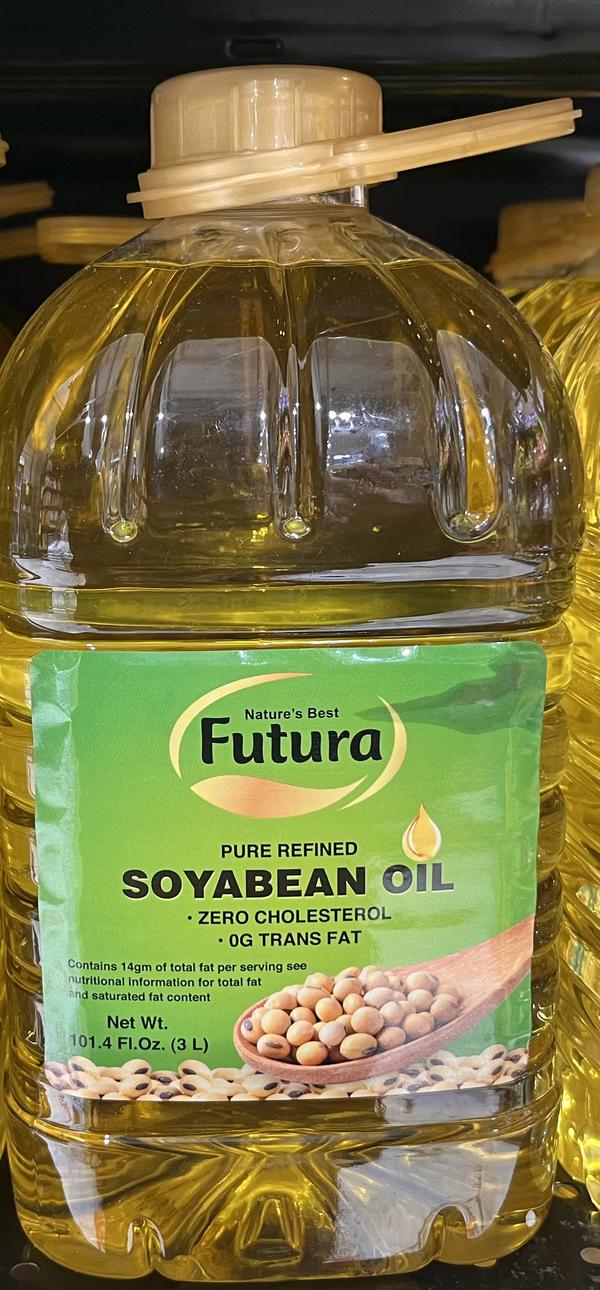 Nature's Best
Futura
PURE REFINED
SOYABEAN OIL
· ZERO CHOLESTEROL
· 0G TRANS FAT
Contains 14gm of total fat per serving see
nutritional information for total fat
and saturated fat content
Net Wt.
101.4 Fl.Oz. (3 L)